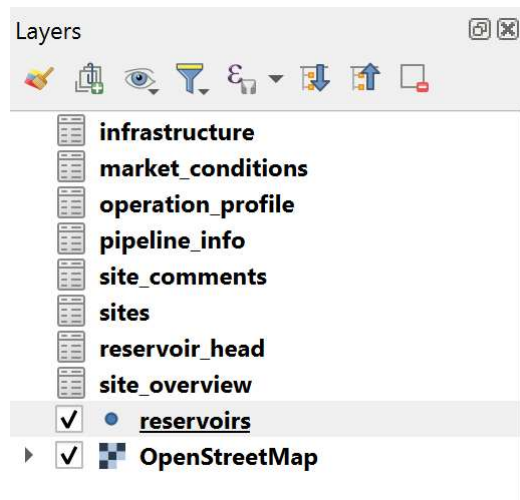 Layers
infrastructure
market_conditions
operation_profile
pipeline_info
site_comments
sites
reservoir_head
site_overview
reservoirs
OpenStreetMap